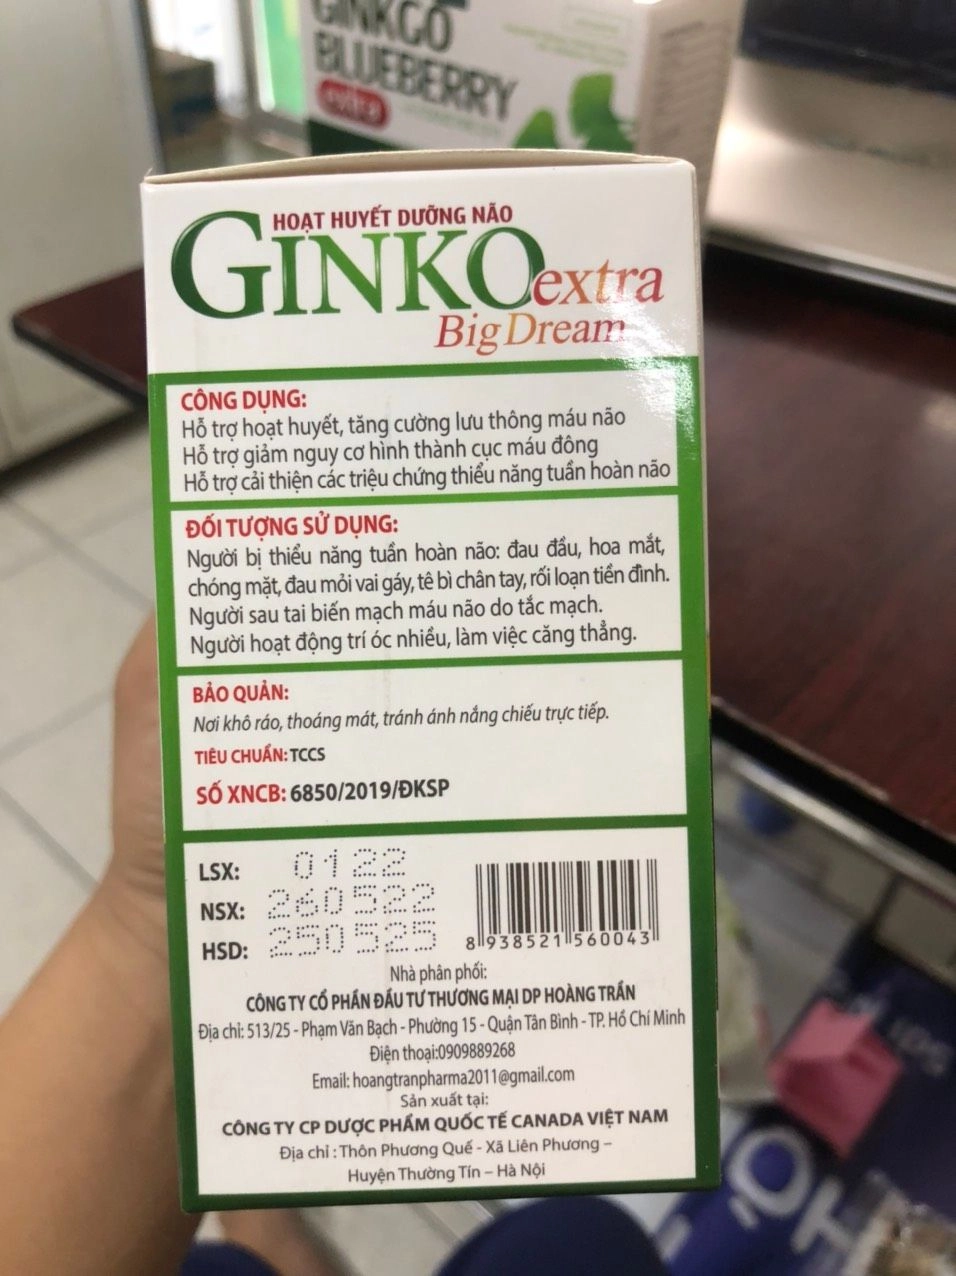 GINKGO
BLUEBERRY
extra
HOẠT HUYẾT DƯỠNG NÃO
GINKO extra
Big Dream
CÔNG DỤNG:
Hỗ trợ hoạt huyết, tăng cường lưu thông máu não
Hỗ trợ giảm nguy cơ hình thành cục máu đông
Hỗ trợ cải thiện các triệu chứng thiểu năng tuần hoàn não
ĐỐI TƯỢNG SỬ DỤNG:
Người bị thiểu năng tuần hoàn não: đau đầu, hoa mắt,
chóng mặt, đau mỏi vai gáy, tê bì chân tay, rối loạn tiền đình.
Người sau tai biến mạch máu não do tắc mạch.
Người hoạt động trí óc nhiều, làm việc căng thẳng.
BẢO QUẢN:
Nơi khô ráo, thoáng mát, tránh ánh nắng chiếu trực tiếp.
TIÊU CHUẨN: TCCS
SỐ XNCB: 6850/2019/ĐKSP
LSX: 0122
NSX: 260522
HSD: 250525
8938521560043
Nhà phân phối:
CÔNG TY CỔ PHẦN ĐẦU TƯ THƯƠNG MẠI DP HOÀNG TRẦN
Địa chỉ: 513/25 - Phạm Văn Bạch - Phường 15 - Quận Tân Bình - TP. Hồ Chí Minh
Điện thoại:0909889268
Email: hoangtranpharma2011@gmail.com
Sản xuất tại:
CÔNG TY CP DƯỢC PHẨM QUỐC TẾ CANADA VIỆT NAM
Địa chỉ : Thôn Phương Quế - Xã Liên Phương –
Huyện Thường Tín – Hà Nội